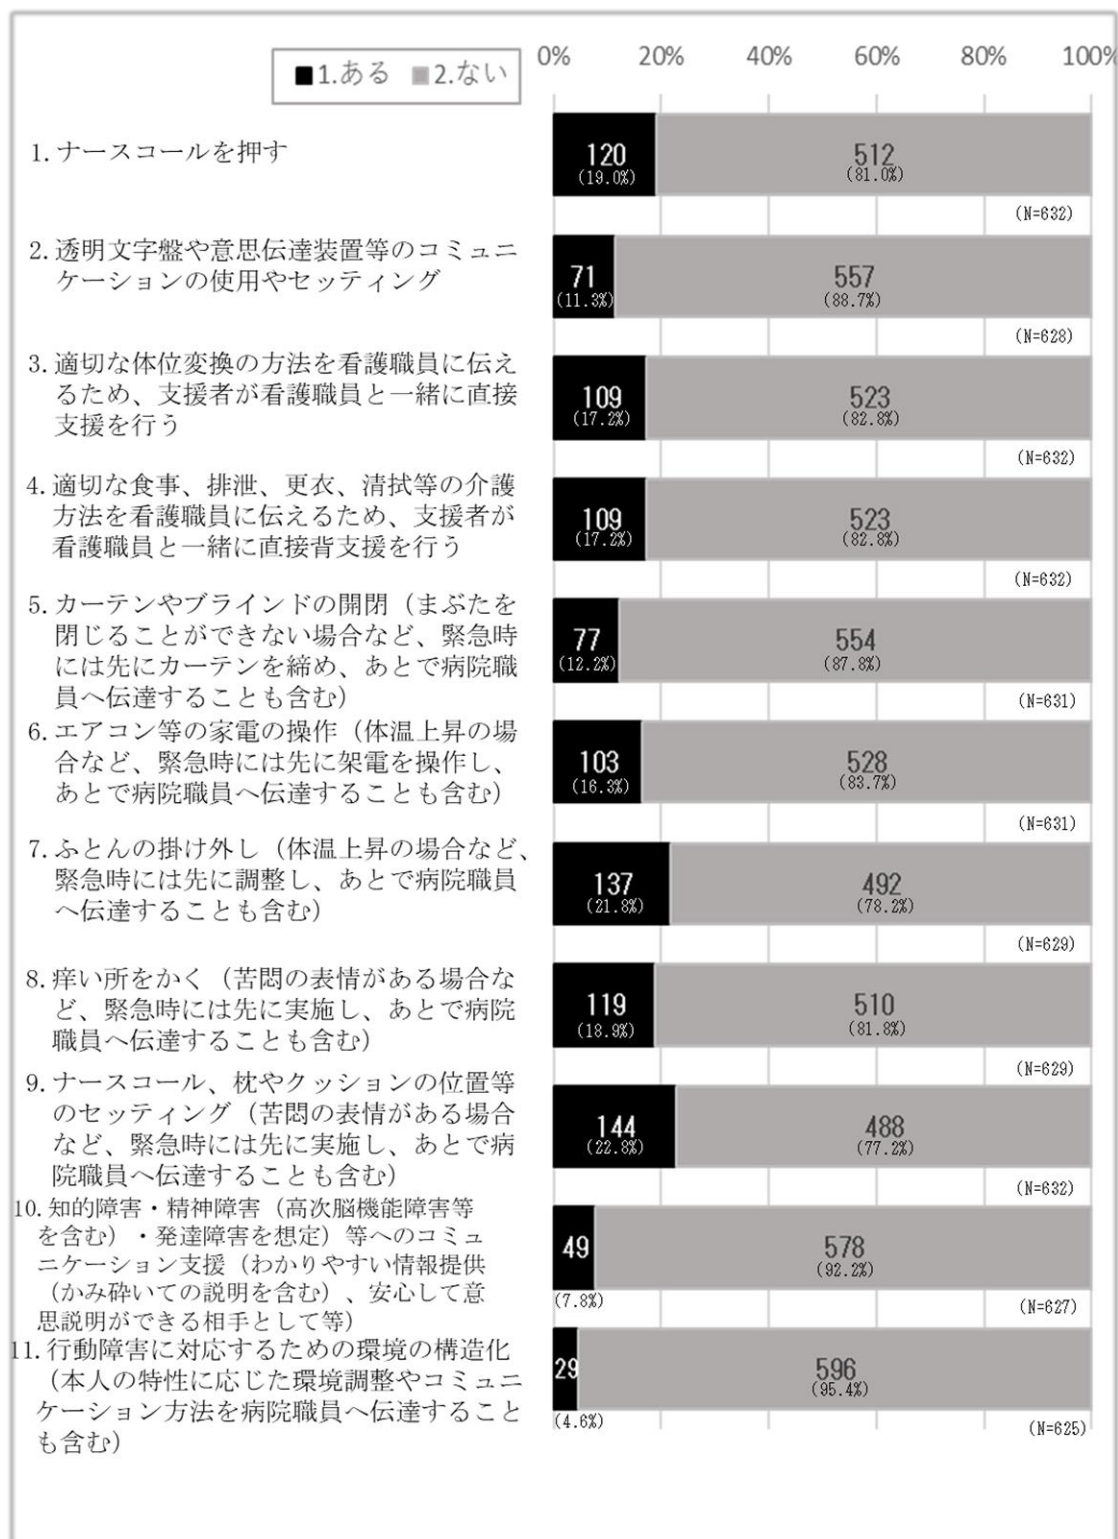 ■1.ある ■2.ない
0% 20% 40% 60% 80% 100%
1. ナースコールを押す
120
(19.0%)
512
(81.0%)
(N=632)
2. 透明文字盤や意思伝達装置等のコミュニ
ケーションの使用やセッティング
71
(11.3%)
557
(88.7%)
(N=628)
3. 適切な体位変換の方法を看護職員に伝え
るため、支援者が看護職員と一緒に直接
支援を行う
109
(17.2%)
523
(82.8%)
(N=632)
4. 適切な食事、排泄、更衣、清拭等の介護
方法を看護職員に伝えるため、支援者が
看護職員と一緒に直接背支援を行う
109
(17.2%)
523
(82.8%)
(N=632)
5. カーテンやブラインドの開閉（まぶたを
閉じることができない場合など、緊急時
には先にカーテンを締め、あとで病院職
員へ伝達することも含む）
77
(12.2%)
554
(87.8%)
(N=631)
6. エアコン等の家電の操作（体温上昇の場
合など、緊急時には先に架電を操作し、
あとで病院職員へ伝達することも含む）
103
(16.3%)
528
(83.7%)
(N=631)
7. ふとんの掛け外し（体温上昇の場合など、
緊急時には先に調整し、あとで病院職員
へ伝達することも含む）
137
(21.8%)
492
(78.2%)
(N=629)
8. 痒い所をかく（苦悶の表情がある場合な
ど、緊急時には先に実施し、あとで病院
職員へ伝達することも含む）
119
(18.9%)
510
(81.8%)
(N=629)
9. ナースコール、枕やクッションの位置等
のセッティング（苦悶の表情がある場合
など、緊急時には先に実施し、あとで病
院職員へ伝達することも含む）
144
(22.8%)
488
(77.2%)
(N=632)
10. 知的障害・精神障害（高次脳機能障害等
を含む）・発達障害を想定）等へのコミュ
ニケーション支援（わかりやすい情報提供
（かみ砕いての説明を含む）、安心して意
思説明ができる相手として等）
49
(7.8%)
578
(92.2%)
(N=627)
11. 行動障害に対応するための環境の構造化
（本人の特性に応じた環境調整やコミュニ
ケーション方法を病院職員へ伝達すること
も含む）
29
(4.6%)
596
(95.4%)
(N=625)